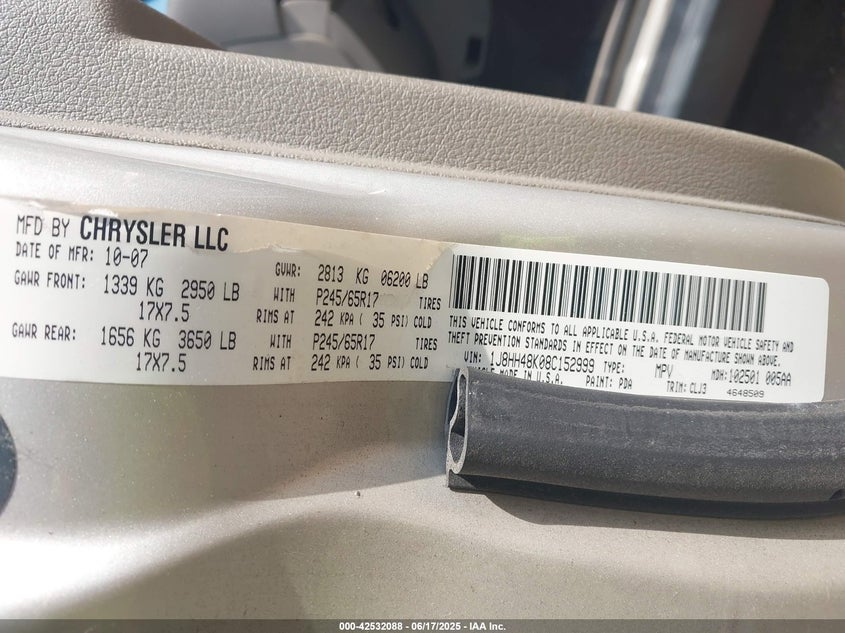 MFD BY CHRYSLER LLC
DATE OF MFR: 10-07 GVWR: 2813 KG 06200 LB
GAWR FRONT: 1339 KG 2950 LB WITH P245/65R17 TIRES
17X7.5 RIMS AT 242 KPA ( 35 PSI) COLD
GAWR REAR: 1656 KG 3650 LB WITH P245/65R17 TIRES
17X7.5 RIMS AT 242 KPA ( 35 PSI) COLD
THIS VEHICLE CONFORMS TO ALL APPLICABLE U.S.A. FEDERAL MOTOR VEHICLE SAFETY AND
THEFT PREVENTION STANDARDS IN EFFECT ON THE DATE OF MANUFACTURE SHOWN ABOVE.
VIN: 1J8HH48K08C152999 TYPE: MPV MDH: 102501 005AA
MADE IN U.S.A. PAINT: PDA TRIM: CLJ3 4648509
000-42532088 - 06/17/2025 - IAA Inc.